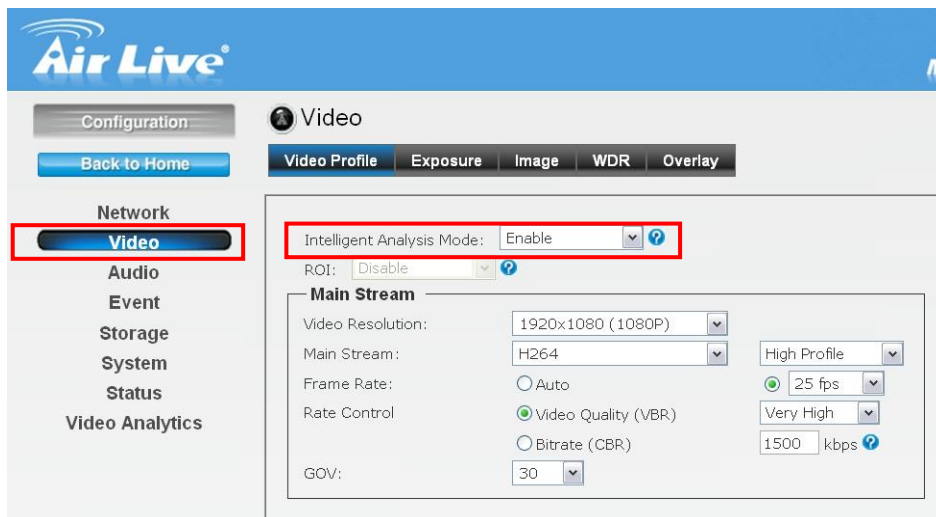 Air Live®
Configuration
Back to Home
Network
Video
Audio
Event
Storage
System
Status
Video Analytics
Video
Video Profile Exposure Image WDR Overlay
Intelligent Analysis Mode: Enable
ROI: Disable
Main Stream
Video Resolution: 1920x1080 (1080P)
Main Stream: H264 High Profile
Frame Rate: Auto 25 fps
Rate Control Video Quality (VBR) Very High
Bitrate (CBR) 1500 kbps
GOV: 30